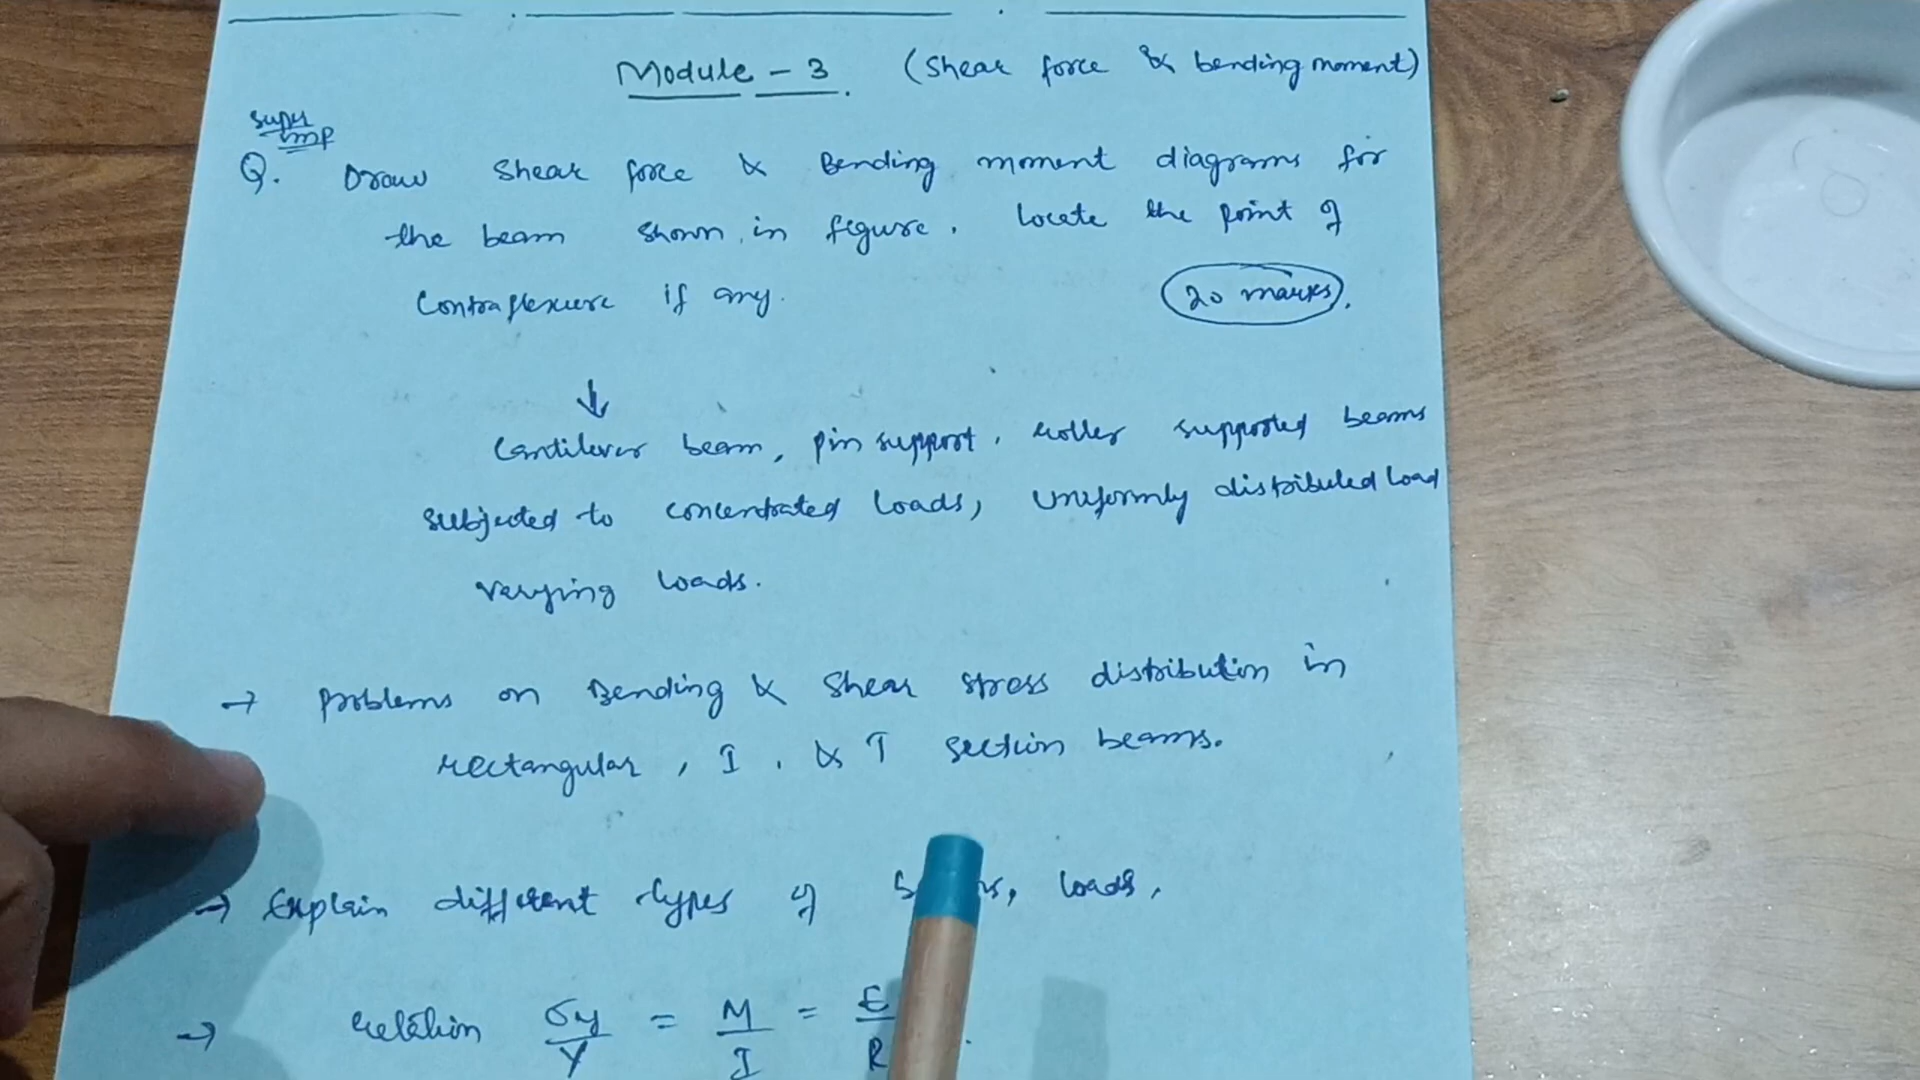 Module - 3. (Shear force & bending moment)
Super
Imp
Q. Draw Shear force & Bending moment diagrams for
the beam shown in figure. Locate the point of
Contraflexure if any.
20 marks.
↓
Cantilever beam, pin support, roller supported beams
subjected to concentrated loads, Uniformly distributed load
varying loads.
→ Problems on Bending & Shear stress distribution in
rectangular, I, & T section beams.
→ Explain different types of loads,
→ relation σy/Y = M/I = E/R